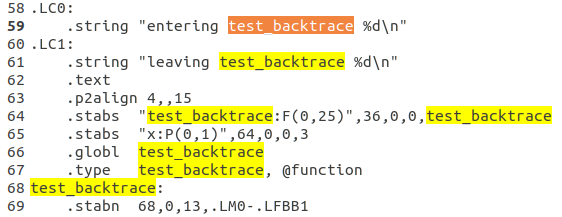 58 .LC0:
59 .string "entering test_backtrace %d\n"
60 .LC1:
61 .string "leaving test_backtrace %d\n"
62 .text
63 .p2align 4,,15
64 .stabs "test_backtrace:F(0,25)",36,0,0,test_backtrace
65 .stabs "x:P(0,1)",64,0,0,3
66 .globl test_backtrace
67 .type test_backtrace, @function
68 test_backtrace:
69 .stabn 68,0,13,.LM0-.LFBB1